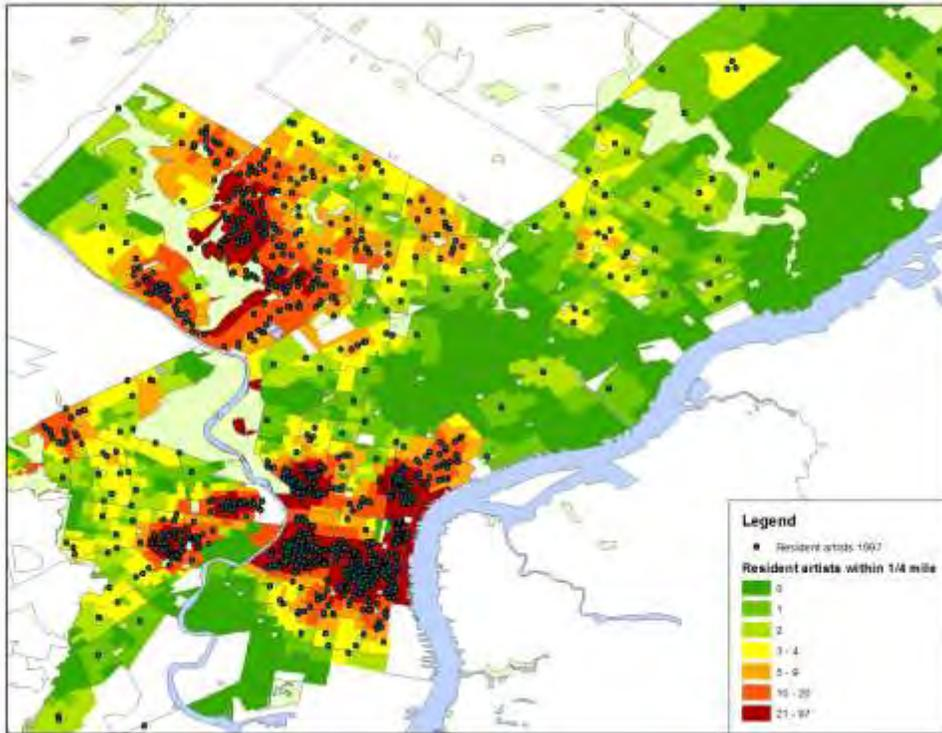 Legend
Resident artists 1997
Resident artists within 1/4 mile
0
1
2
3 - 4
5 - 9
10 - 20
21 - 97